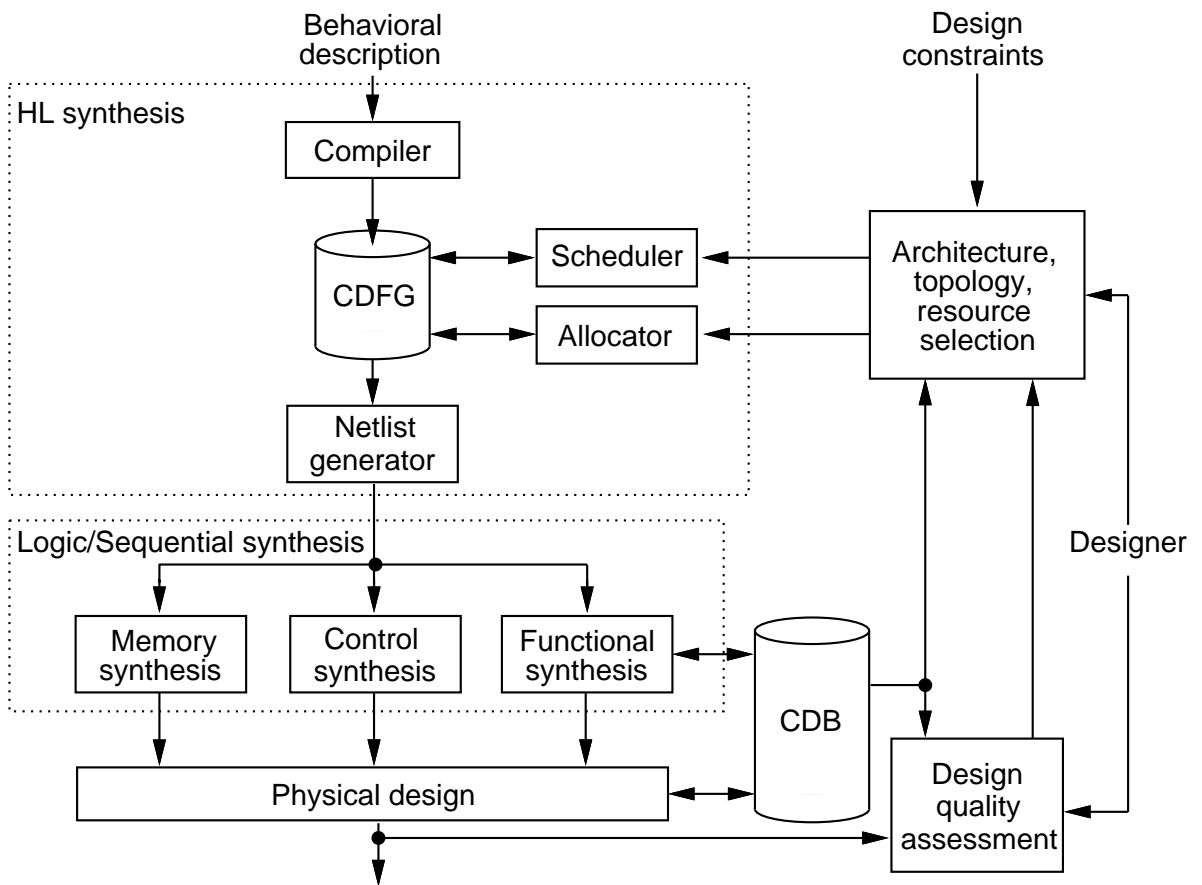 Behavioral
description
Design
constraints
HL synthesis
Compiler
Scheduler
CDFG
Allocator
Architecture,
topology,
resource
selection
Netlist
generator
Logic/Sequential synthesis
Designer
Memory
synthesis
Control
synthesis
Functional
synthesis
CDB
Physical design
Design
quality
assessment